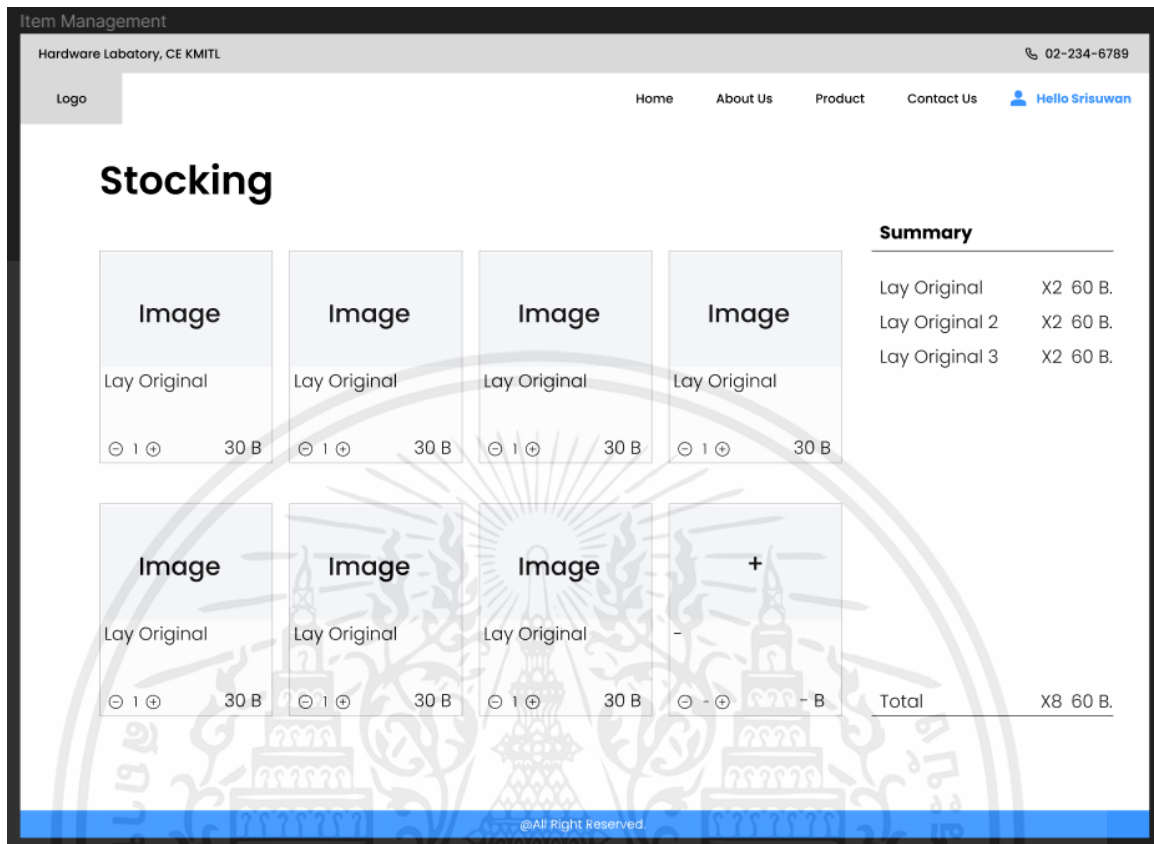 Item Management
Hardware Labatory, CE KMITL 02-234-6789
Logo Home About Us Product Contact Us Hello Srisuwan
Stocking
Summary
Image Image Image Image
Lay Original X2 60 B.
Lay Original 2 X2 60 B.
Lay Original 3 X2 60 B.
Lay Original Lay Original Lay Original Lay Original
1 30 B 1 30 B 1 30 B 1 30 B
Image Image Image +
Lay Original Lay Original Lay Original -
1 30 B 1 30 B 1 30 B - - B
Total X8 60 B.
@All Right Reserved.